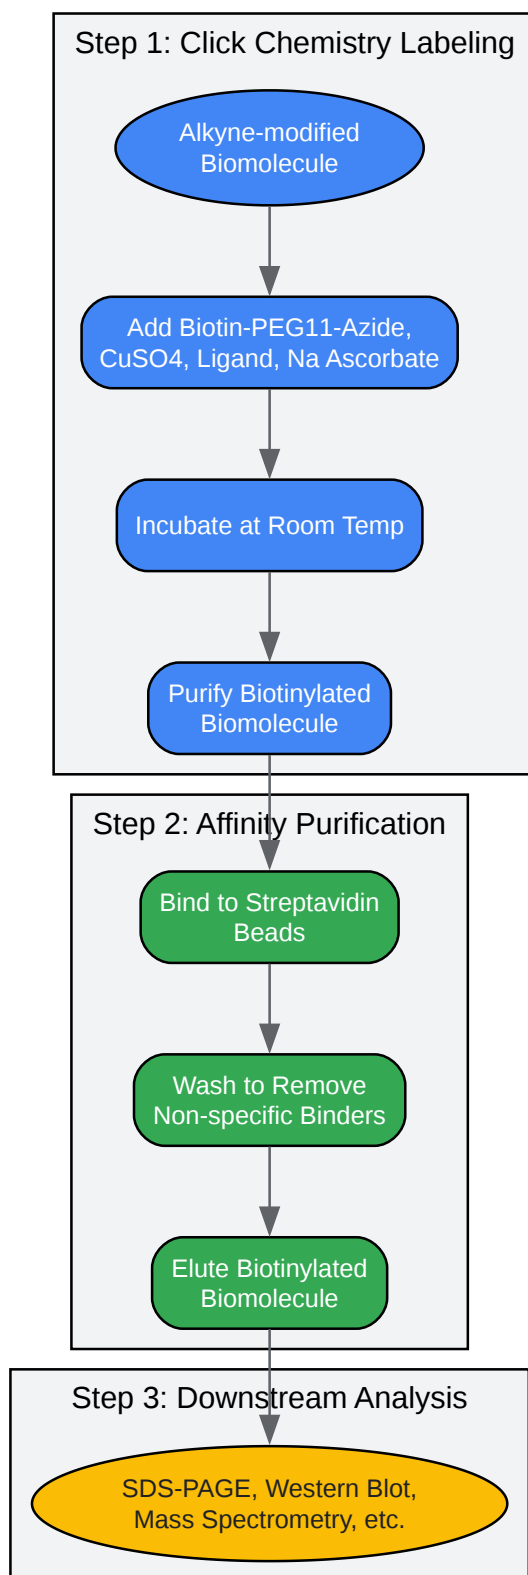 Step 1: Click Chemistry Labeling
Alkyne-modified
Biomolecule
Add Biotin-PEG11-Azide,
CuSO4, Ligand, Na Ascorbate
Incubate at Room Temp
Purify Biotinylated
Biomolecule
Step 2: Affinity Purification
Bind to Streptavidin
Beads
Wash to Remove
Non-specific Binders
Elute Biotinylated
Biomolecule
Step 3: Downstream Analysis
SDS-PAGE, Western Blot,
Mass Spectrometry, etc.